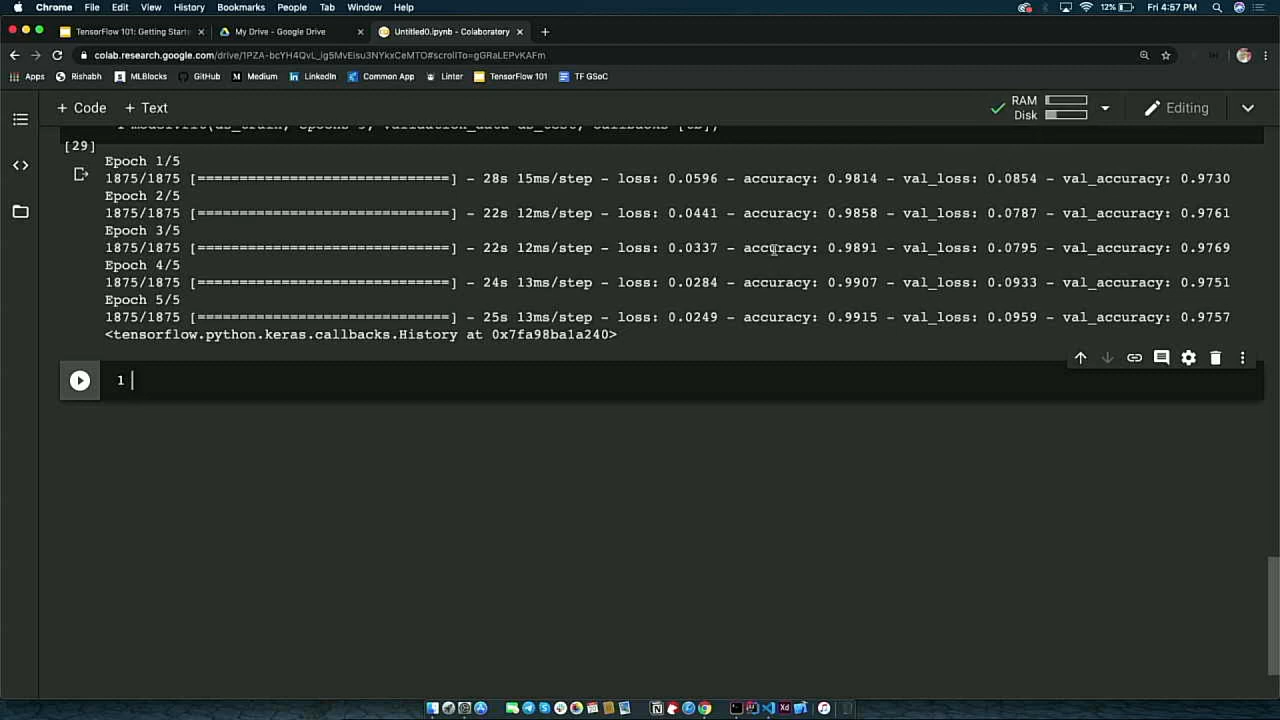 Chrome File Edit View History Bookmarks People Tab Window Help 12% Fri 4:57 PM
TensorFlow 101: Getting Start My Drive - Google Drive Untitled0.ipynb - Colaboratory
colab.research.google.com/drive/1PZA-bcYH4QvL_ig5MvEisu3NYkxCeMTO#scrollTo=gGRaLEPvKAFm
Apps Rishabh MLBlocks GitHub Medium LinkedIn Common App Linter TensorFlow 101 TF GSoC
+ Code + Text RAM Disk Editing
[29]
Epoch 1/5
1875/1875 [==============================] - 28s 15ms/step - loss: 0.0596 - accuracy: 0.9814 - val_loss: 0.0854 - val_accuracy: 0.9730
Epoch 2/5
1875/1875 [==============================] - 22s 12ms/step - loss: 0.0441 - accuracy: 0.9858 - val_loss: 0.0787 - val_accuracy: 0.9761
Epoch 3/5
1875/1875 [==============================] - 22s 12ms/step - loss: 0.0337 - accuracy: 0.9891 - val_loss: 0.0795 - val_accuracy: 0.9769
Epoch 4/5
1875/1875 [==============================] - 24s 13ms/step - loss: 0.0284 - accuracy: 0.9907 - val_loss: 0.0933 - val_accuracy: 0.9751
Epoch 5/5
1875/1875 [==============================] - 25s 13ms/step - loss: 0.0249 - accuracy: 0.9915 - val_loss: 0.0959 - val_accuracy: 0.9757
<tensorflow.python.keras.callbacks.History at 0x7fa98ba1a240>
1